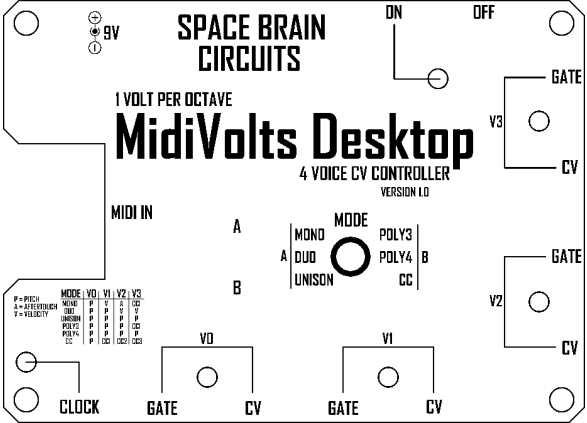 ON OFF
9V
SPACE BRAIN
CIRCUITS
1 VOLT PER OCTAVE
MidiVolts Desktop
4 VOICE CV CONTROLLER
VERSION 1.0
GATE
V3
CV
MIDI IN
A
B
MODE
A
MONO
DUO
UNISON
POLY3
POLY4
CC
B
GATE
V2
CV
P = PITCH
A = AFTERTOUCH
V = VELOCITY
MODE V0 V1 V2 V3
MONO P V A CC
DUO P P V V
UNISON P P P P
POLY3 P P P CC
POLY4 P P P P
CC P CC CC2 CC3
CLOCK
V0
GATE CV
V1
GATE CV